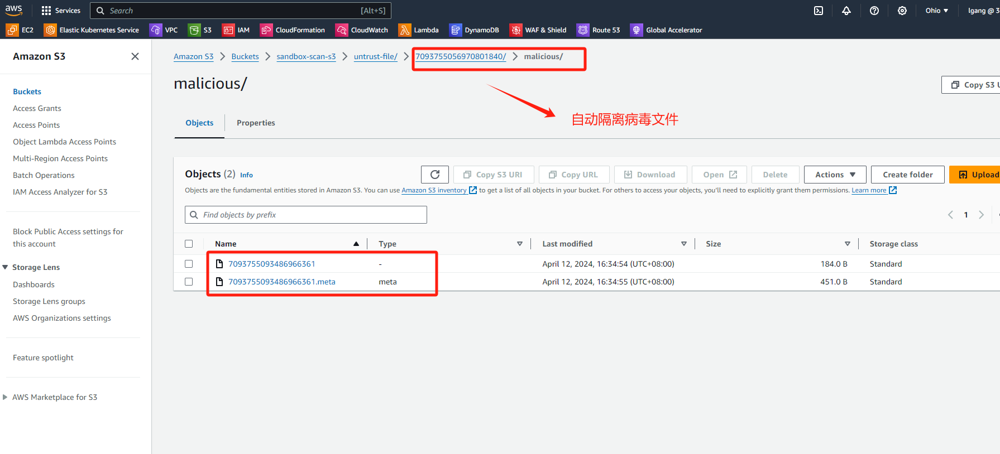 aws Services Search [Alt+S] Ohio lgang @ 3
EC2 Elastic Kubernetes Service VPC S3 IAM CloudFormation CloudWatch Lambda DynamoDB WAF & Shield Route 53 Global Accelerator
Amazon S3
Buckets
Access Grants
Access Points
Object Lambda Access Points
Multi-Region Access Points
Batch Operations
IAM Access Analyzer for S3
Block Public Access settings for
this account
Storage Lens
Dashboards
Storage Lens groups
AWS Organizations settings
Feature spotlight
AWS Marketplace for S3
Amazon S3 Buckets sandbox-scan-s3 untrust-file/ 7093755056970801840/ malicious/
malicious/
Copy S3 U
自动隔离病毒文件
Objects Properties
Objects (2) Info Copy S3 URI Copy URL Download Open Delete Actions Create folder Upload
Objects are the fundamental entities stored in Amazon S3. You can use Amazon S3 inventory to get a list of all objects in your bucket. For others to access your objects, you'll need to explicitly grant them permissions. Learn more
Find objects by prefix 1
Name Type Last modified Size Storage class
7093755093486966361 - April 12, 2024, 16:34:54 (UTC+08:00) 184.0 B Standard
7093755093486966361.meta meta April 12, 2024, 16:34:55 (UTC+08:00) 451.0 B Standard